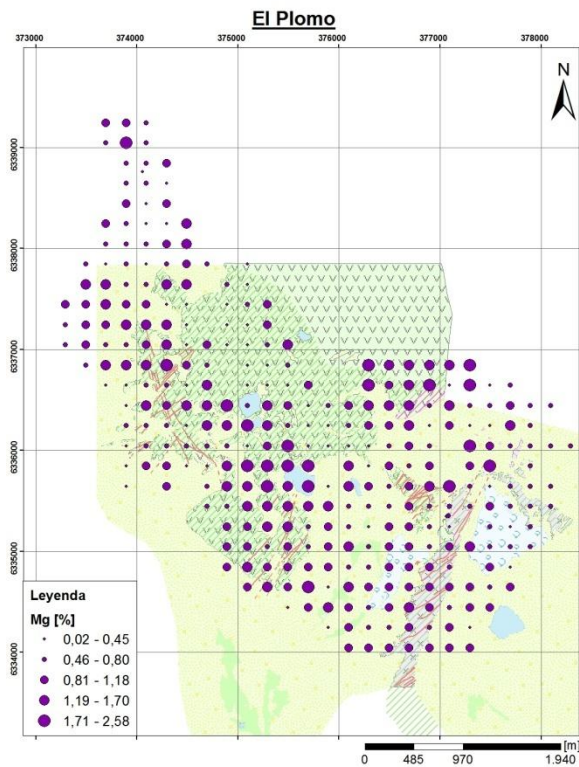 El Plomo
373000 374000 375000 376000 377000 378000
N
6339000
6338000
6337000
6336000
6335000
6334000
Leyenda
Mg [%]
0,02 - 0,45
0,46 - 0,80
0,81 - 1,18
1,19 - 1,70
1,71 - 2,58
[m]
0 485 970 1.940